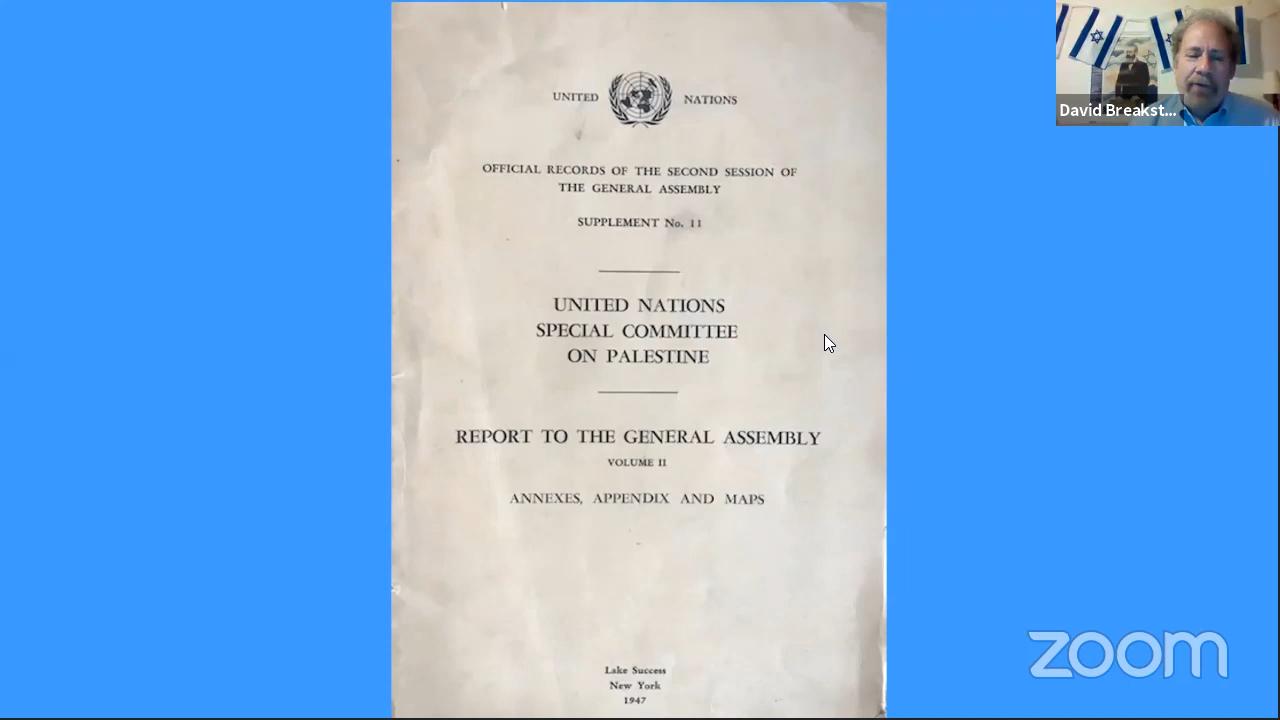 UNITED NATIONS
OFFICIAL RECORDS OF THE SECOND SESSION OF
THE GENERAL ASSEMBLY
SUPPLEMENT No. 11
UNITED NATIONS
SPECIAL COMMITTEE
ON PALESTINE
REPORT TO THE GENERAL ASSEMBLY
VOLUME II
ANNEXES, APPENDIX AND MAPS
Lake Success
New York
1947
David Breakst...
zoom